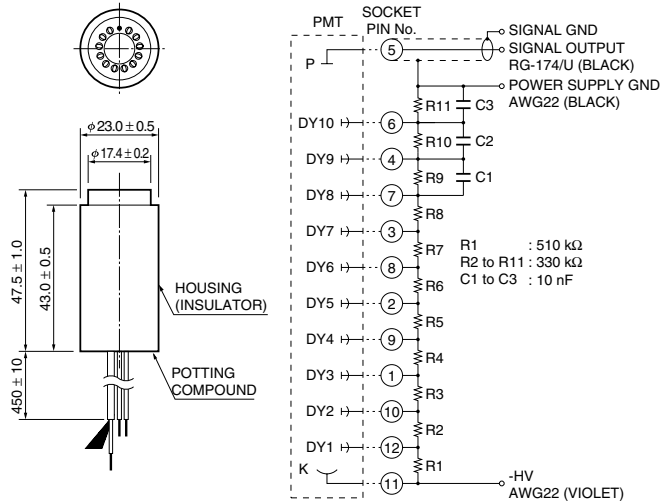 φ23.0 ± 0.5
φ17.4 ± 0.2
47.5 ± 1.0
43.0 ± 0.5
450 ± 10
HOUSING
(INSULATOR)
POTTING
COMPOUND
PMT
SOCKET
PIN No.
P
5
SIGNAL GND
SIGNAL OUTPUT
RG-174/U (BLACK)
POWER SUPPLY GND
AWG22 (BLACK)
R11
C3
DY10
6
R10
C2
DY9
4
R9
C1
DY8
7
R8
DY7
3
R7
DY6
8
R6
DY5
2
R5
DY4
9
R4
DY3
1
R3
DY2
10
R2
DY1
12
R1
K
11
-HV
AWG22 (VIOLET)
R1 : 510 kΩ
R2 to R11 : 330 kΩ
C1 to C3 : 10 nF